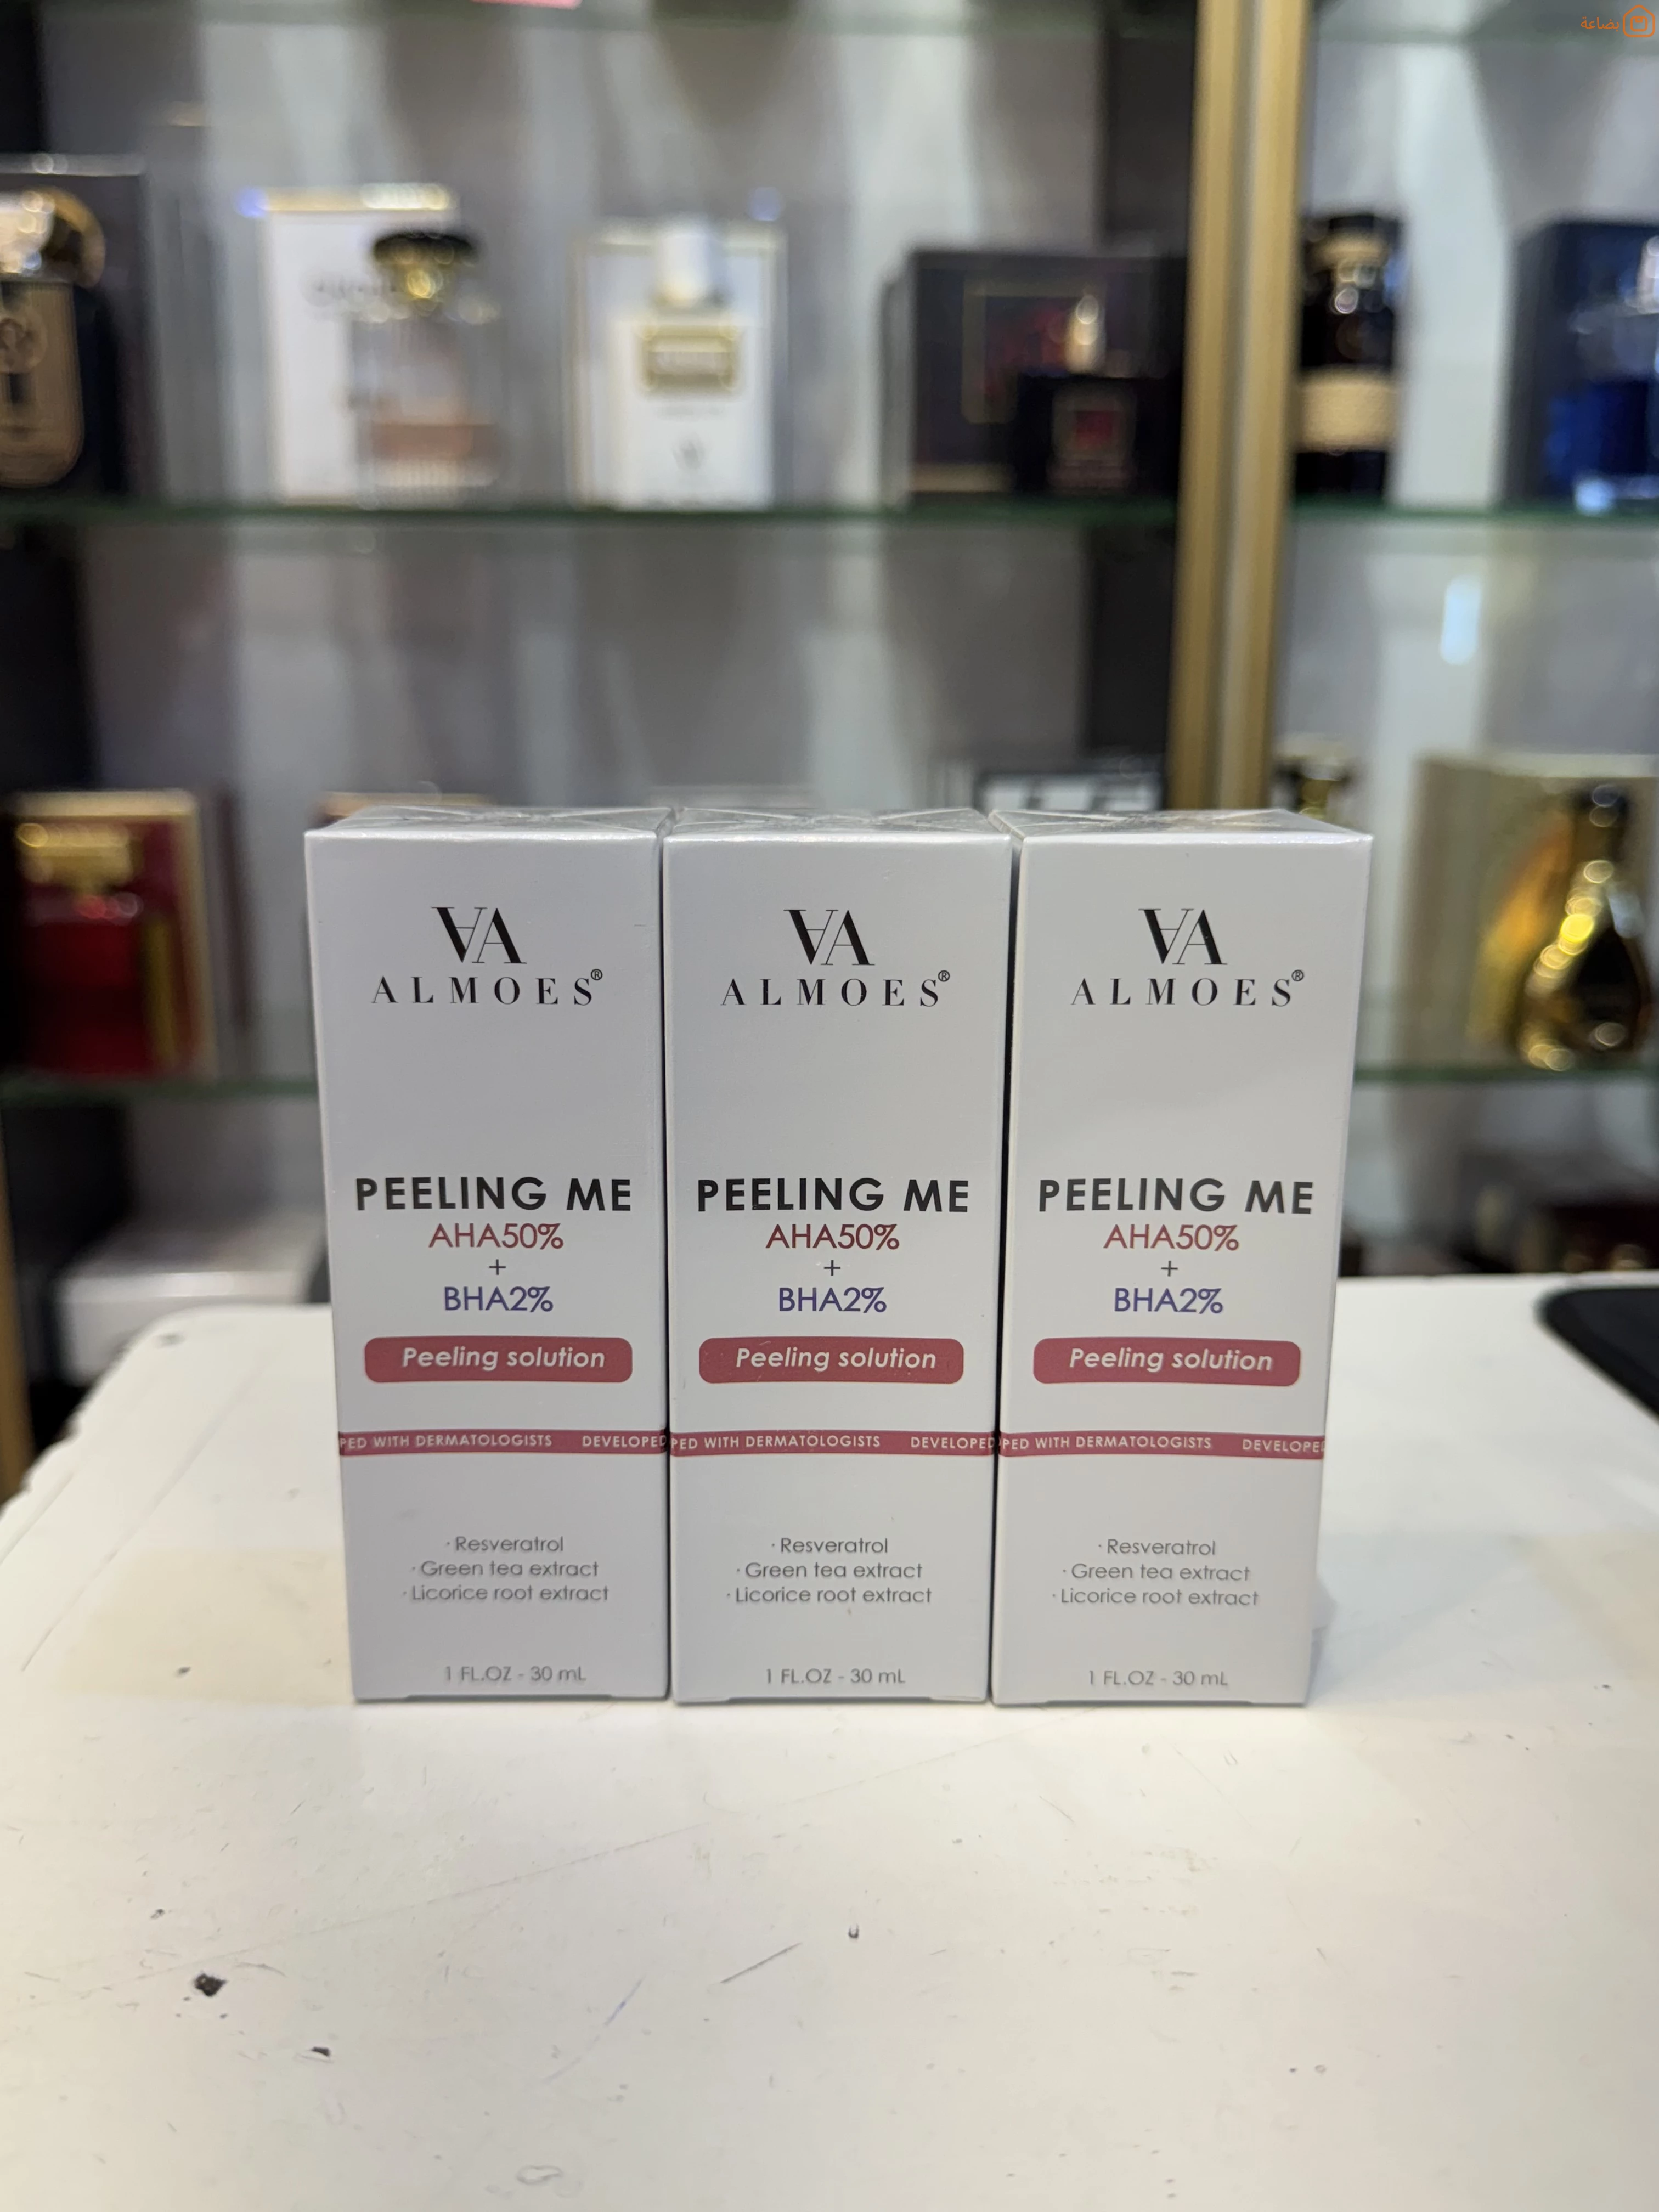 بضاعة
VA
ALMOES®
PEELING ME
AHA50%
+
BHA2%
Peeling solution
PED WITH DERMATOLOGISTS DEVELOPED
· Resveratrol
· Green tea extract
· Licorice root extract
1 FL.OZ - 30 mL
VA
ALMOES®
PEELING ME
AHA50%
+
BHA2%
Peeling solution
PED WITH DERMATOLOGISTS DEVELOPED
· Resveratrol
· Green tea extract
· Licorice root extract
1 FL.OZ - 30 mL
VA
ALMOES®
PEELING ME
AHA50%
+
BHA2%
Peeling solution
PED WITH DERMATOLOGISTS DEVELOPE
· Resveratrol
· Green tea extract
· Licorice root extract
1 FL.OZ - 30 mL